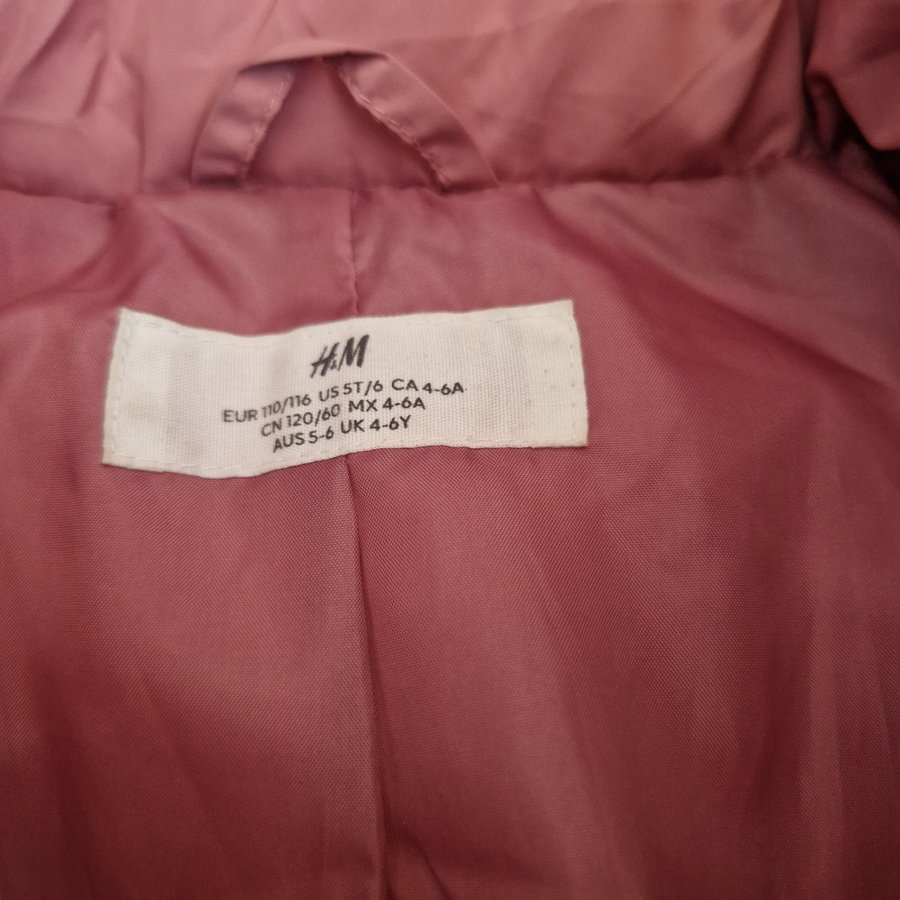 H&M
EUR 110/116 US 5T/6 CA 4-6A
CN 120/60 MX 4-6A
AUS 5-6 UK 4-6Y